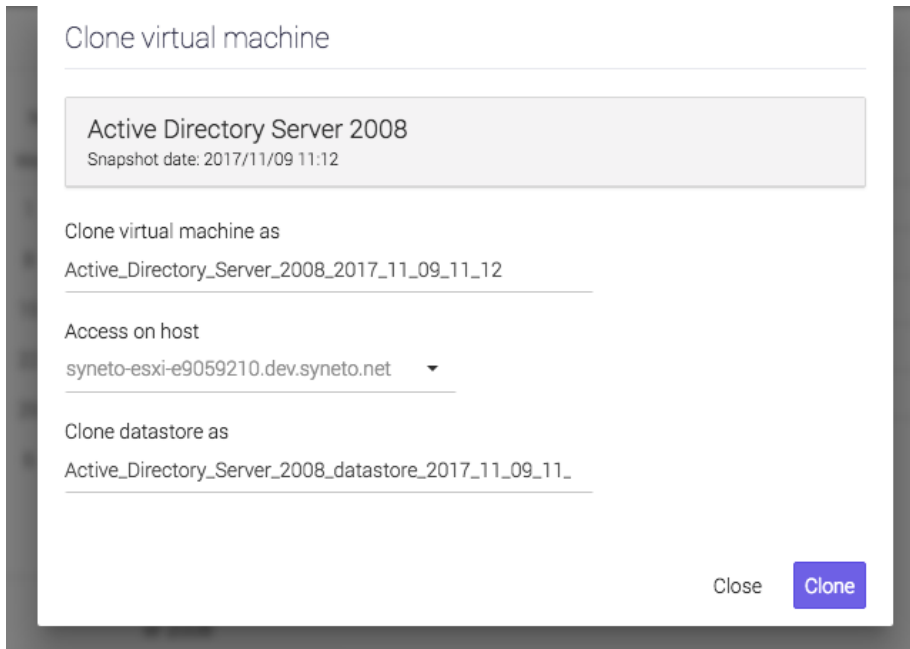 Clone virtual machine
Active Directory Server 2008
Snapshot date: 2017/11/09 11:12
Clone virtual machine as
Active_Directory_Server_2008_2017_11_09_11_12
Access on host
syneto-esxi-e9059210.dev.syneto.net
Clone datastore as
Active_Directory_Server_2008_datastore_2017_11_09_11_
Close Clone